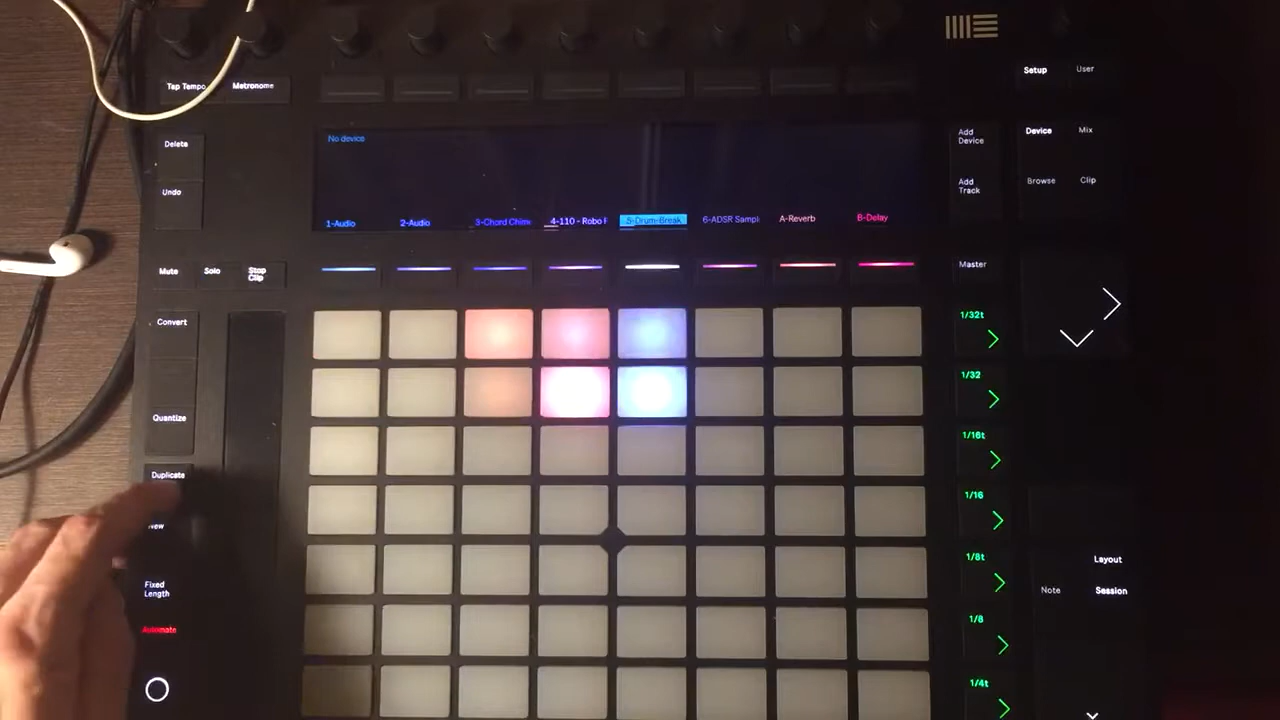 Setup
User
Tap Tempo
Metronome
Delete
No device
Add
Device
Device
Mix
Undo
Add
Track
Browse
Clip
1-Audio
2-Audio
3-Chord Chim
4-110 - Robo
5-Drum-Break
6-ADSR Sampl
A-Reverb
B-Delay
Mute
Solo
Stop
Clip
Master
Convert
1/32t
1/32
Quantize
1/16t
Duplicate
1/16
New
1/8t
Layout
Fixed
Length
Note
Session
1/8
Automate
1/4t